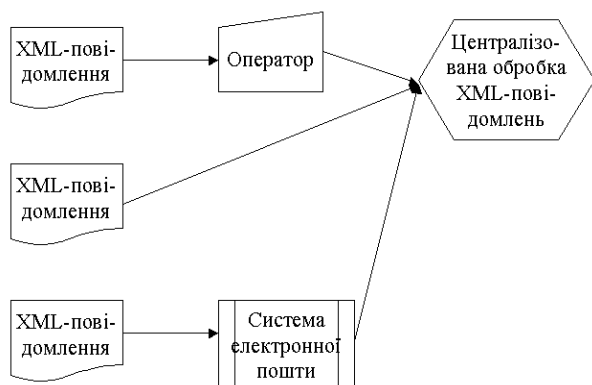 XML-пові-
домлення
Оператор
Централізо-
вана обробка
XML-пові-
домлень
XML-пові-
домлення
XML-пові-
домлення
Система
електронної
пошти